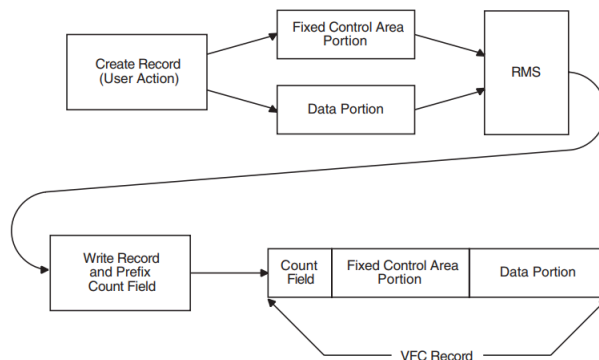 Create Record
(User Action)
Fixed Control Area
Portion
Data Portion
RMS
Write Record
and Prefix
Count Field
Count
Field
Fixed Control Area
Portion
Data Portion
VFC Record